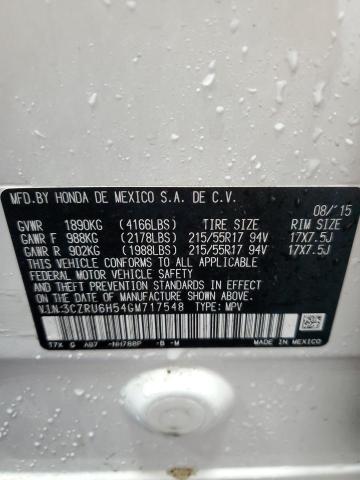 MFD.BY HONDA DE MEXICO S.A. DE C.V.
08/'15
GVWR 1890KG (4166LBS) TIRE SIZE RIM SIZE
GAWR F 988KG (2178LBS) 215/55R17 94V 17X7.5J
GAWR R 902KG (1988LBS) 215/55R17 94V 17X7.5J
THIS VEHICLE CONFORMS TO ALL APPLICABLE
FEDERAL MOTOR VEHICLE SAFETY AND
THEFT PREVENTION STANDARDS IN EFFECT ON
THE DATE OF MANUFACTURE SHOWN ABOVE.
V.I.N:3CZRU6H54GM717548 TYPE: MPV
T7X G A07 -NH788P -B -M
MADE IN MEXICO